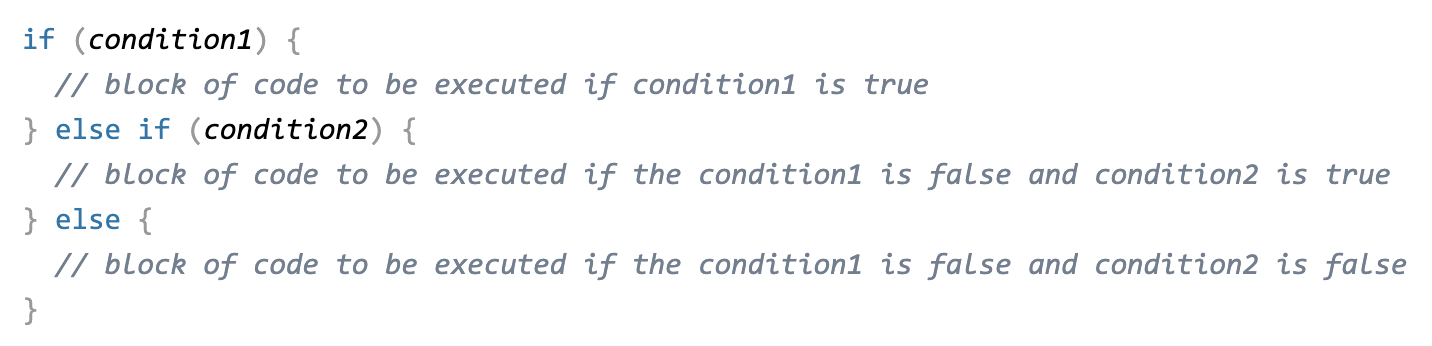 if (condition1) {
  // block of code to be executed if condition1 is true
} else if (condition2) {
  // block of code to be executed if the condition1 is false and condition2 is true
} else {
  // block of code to be executed if the condition1 is false and condition2 is false
}